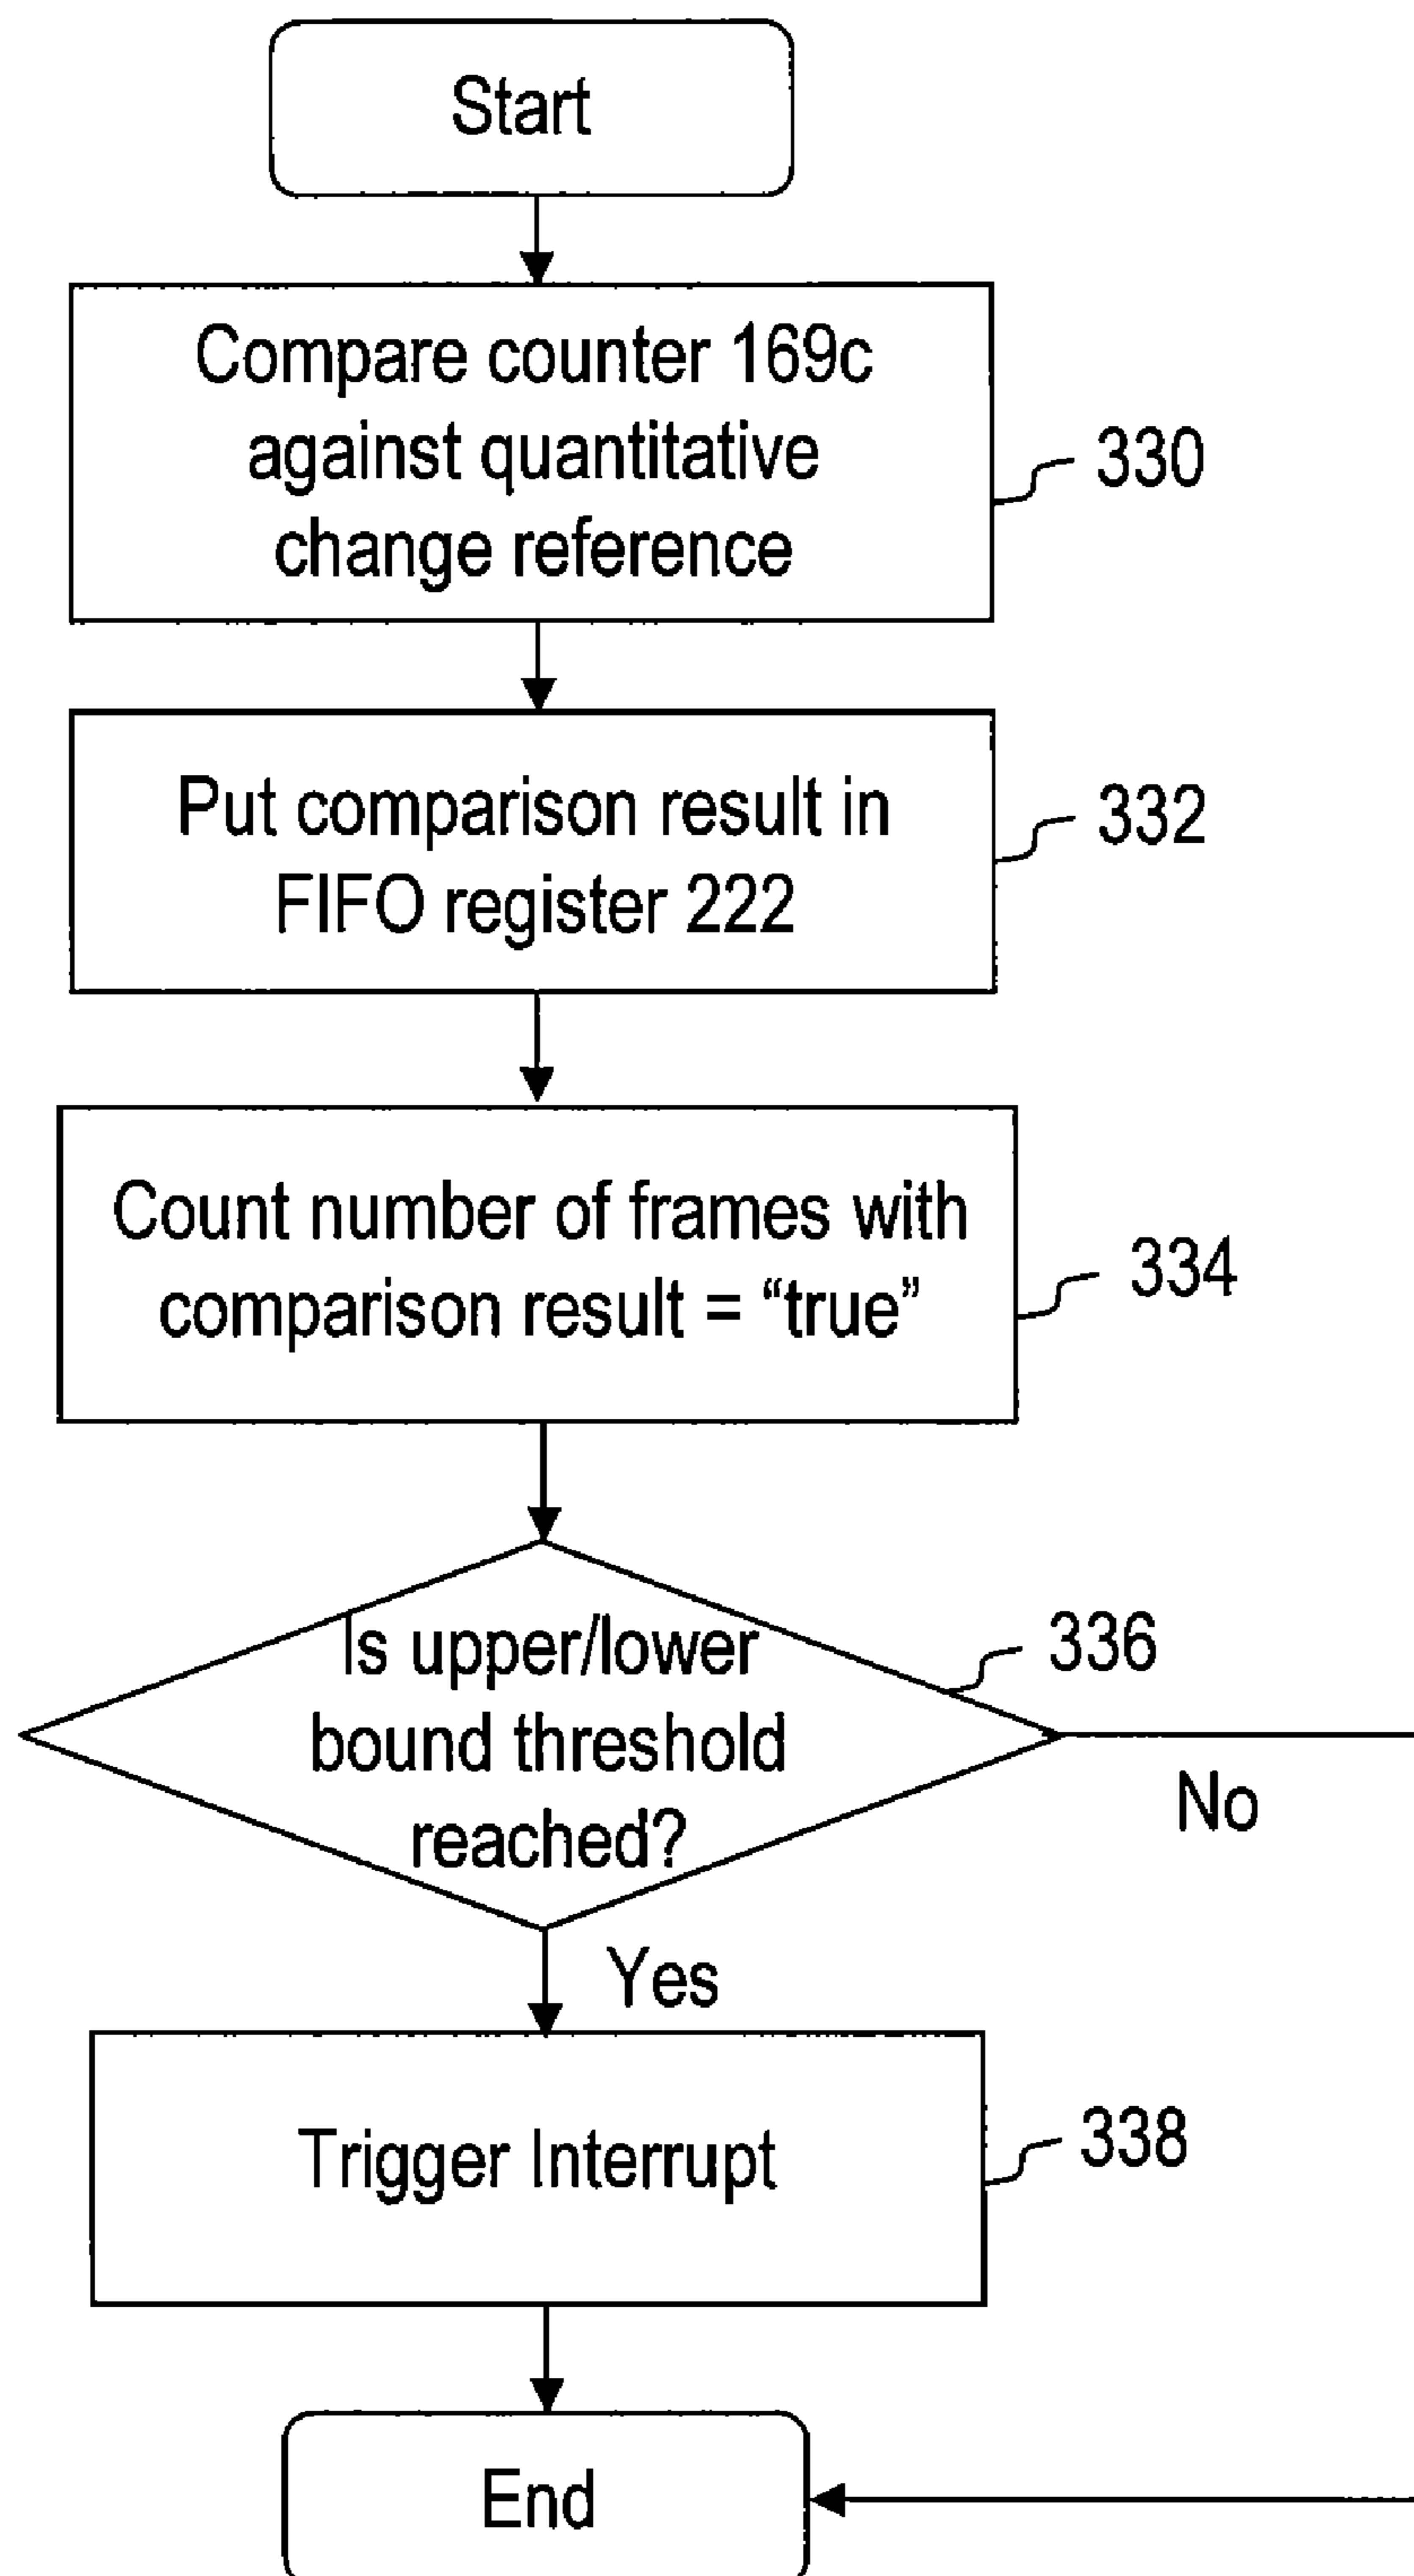 Start
Compare counter 169c
against quantitative
change reference
330
Put comparison result in
FIFO register 222
332
Count number of frames with
comparison result = “true”
334
Is upper/lower
bound threshold
reached?
336
No
Yes
Trigger Interrupt
338
End